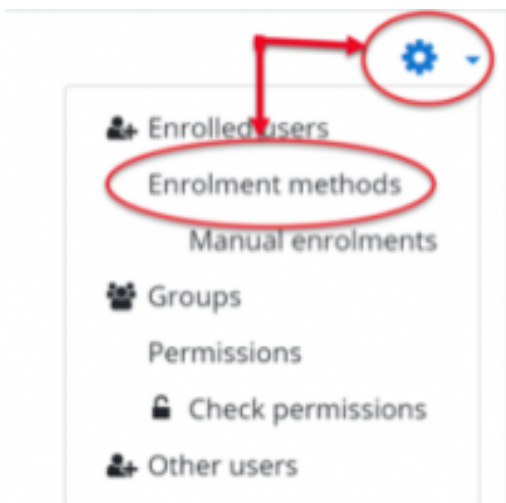 Enrolled users
Enrolment methods
Manual enrolments
Groups
Permissions
Check permissions
Other users